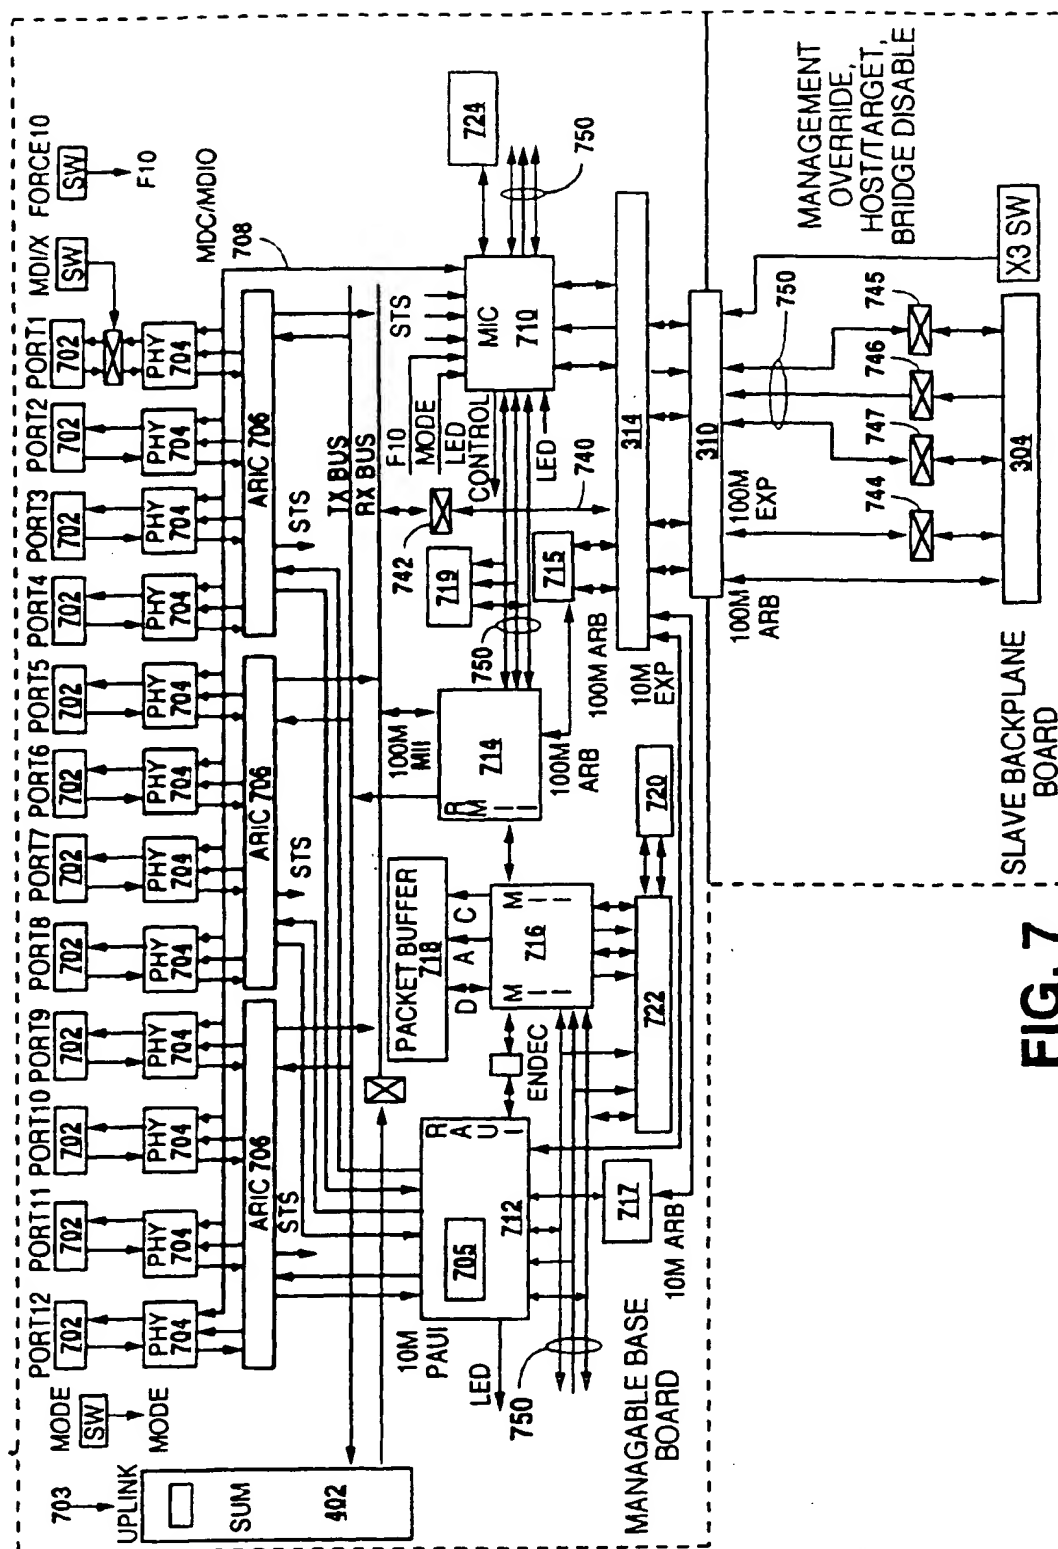 703
UPLINK
SUM
402
MODE
SW
MODE
PORT12
PORT11
PORT10
PORT9
PORT8
PORT7
PORT6
PORT5
PORT4
PORT3
PORT2
PORT1
MDI/X
FORCE10
702
702
702
702
702
702
702
702
702
702
702
702
SW
SW
F10
PHY
704
PHY
704
PHY
704
PHY
704
PHY
704
PHY
704
PHY
704
PHY
704
PHY
704
PHY
704
PHY
704
PHY
704
MDC/MDIO
708
ARIC 706
ARIC 706
ARIC 706
STS
STS
STS
TX BUS
RX BUS
STS
F10
MODE
LED
CONTROL
LED
MIC
710
724
750
742
740
719
715
750
100M
MII
R
M
I
I
714
100M
ARB
100M ARB
10M
EXP
314
PACKET BUFFER
718
D A C
M
I
I
716
M
I
I
720
722
ENDEC
10M
PAUI
R
A
U
I
705
712
LED
717
10M ARB
750
MANAGABLE BASE
BOARD
310
100M
ARB
100M
EXP
750
744
747
746
745
304
X3 SW
MANAGEMENT
OVERRIDE,
HOST/TARGET,
BRIDGE DISABLE
SLAVE BACKPLANE
BOARD
FIG. 7